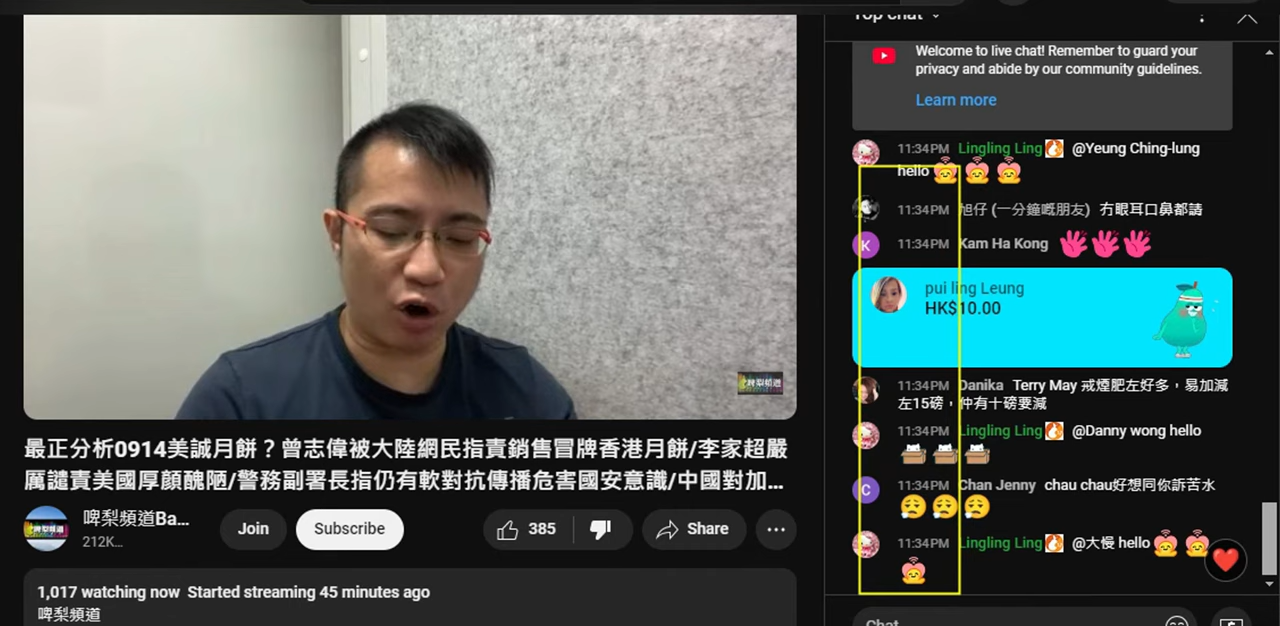 最正分析0914美誠月餅？曾志偉被大陸網民指責銷售冒牌香港月餅/李家超嚴
厲譴責美國厚顏醜陋/警務副署長指仍有軟對抗傳播危害國安意識/中國對加...
啤梨頻道Ba...
212K...
Join
Subscribe
385
Share
1,017 watching now Started streaming 45 minutes ago
啤梨頻道
啤梨頻道
Top chat
Welcome to live chat! Remember to guard your
privacy and abide by our community guidelines.
Learn more
11:34PM Lingling Ling @Yeung Ching-lung
hello
11:34PM 旭仔 (一分鐘嘅朋友) 冇眼耳口鼻都誧
K
11:34PM Kam Ha Kong
pui ling Leung
HK$10.00
11:34PM Danika Terry May 戒煙肥左好多，易加減
左15磅，仲有十磅要減
11:34PM Lingling Ling @Danny wong hello
C
11:34PM Chan Jenny chau chau好想同你訴苦水
11:34PM Lingling Ling @大慢 hello
Chat